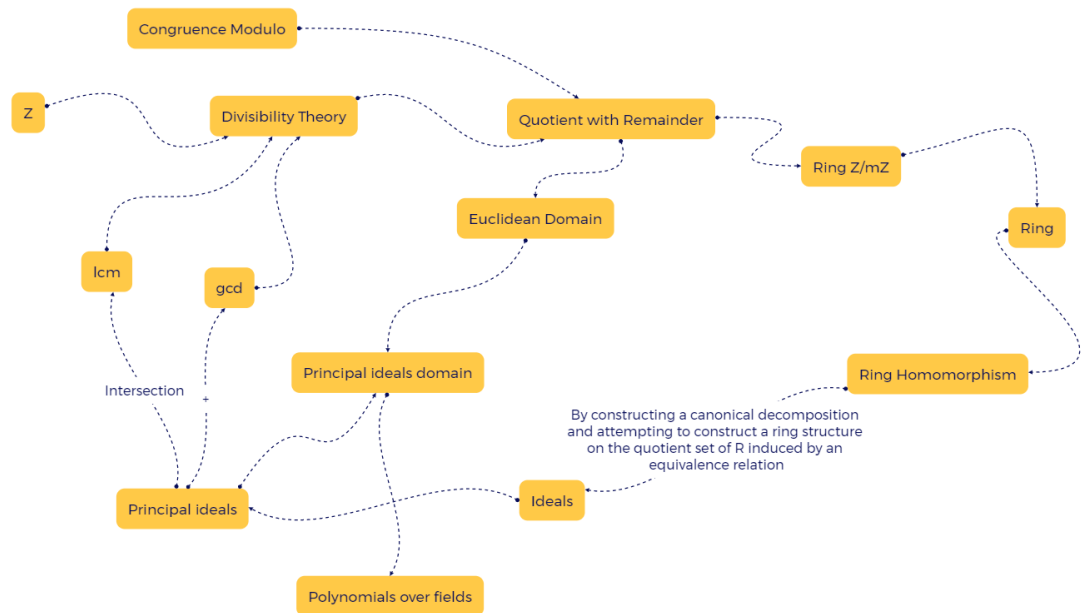 Congruence Modulo
Z
Divisibility Theory
Quotient with Remainder
Ring Z/mZ
Euclidean Domain
Ring
lcm
gcd
Principal ideals domain
Ring Homomorphism
Intersection
+
By constructing a canonical decomposition
and attempting to construct a ring structure
on the quotient set of R induced by an
equivalence relation
Ideals
Principal ideals
Polynomials over fields